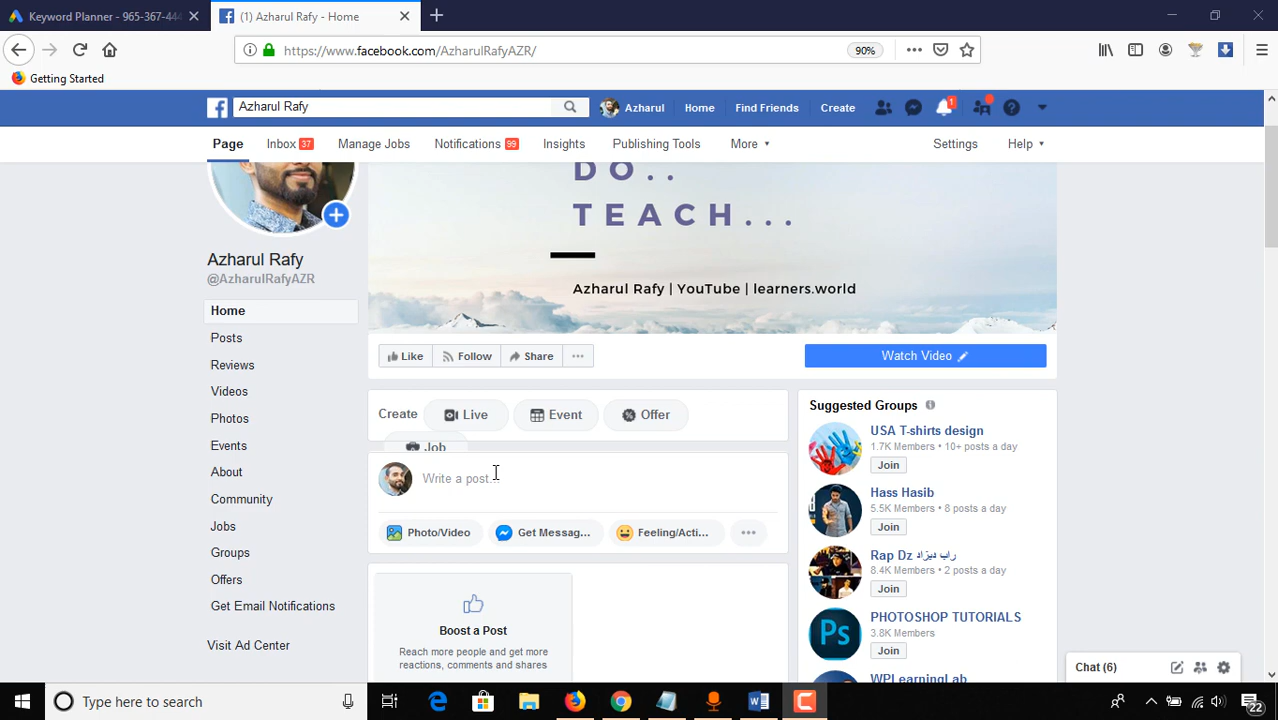 Keyword Planner - 965-367-444
(1) Azharul Rafy - Home
https://www.facebook.com/AzharulRafyAZR/
90%
Getting Started
Azharul Rafy
Azharul
Home
Find Friends
Create
1
Page
Inbox 37
Manage Jobs
Notifications 99
Insights
Publishing Tools
More
Settings
Help
DO..
TEACH...
Azharul Rafy | YouTube | learners.world
Azharul Rafy
@AzharulRafyAZR
Home
Posts
Reviews
Videos
Photos
Events
About
Community
Jobs
Groups
Offers
Get Email Notifications
Visit Ad Center
Like
Follow
Share
Watch Video
Create
Live
Event
Offer
Job
Write a post...
Photo/Video
Get Messag...
Feeling/Acti...
Boost a Post
Reach more people and get more
reactions, comments and shares
Suggested Groups
USA T-shirts design
1.7K Members • 10+ posts a day
Join
Hass Hasib
5.5K Members • 8 posts a day
Join
Rap Dz راب ديزاد
8.4K Members • 2 posts a day
Join
Ps
PHOTOSHOP TUTORIALS
3.8K Members
Join
WPLearningLab
Chat (6)
Type here to search
22